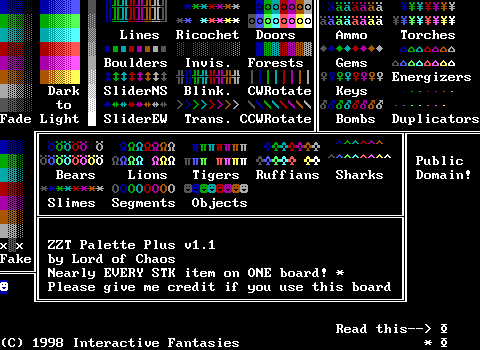 Lines Ricochet Doors Ammo Torches
Boulders Invis. Forests Gems Energizers
Dark SliderNS Blink. CWRotate Keys
to
Fade Light SliderEW Trans. CCWRotate Bombs Duplicators
Public
Bears Lions Tigers Ruffians Sharks Domain!
Slimes Segments Objects
x x ZZT Palette Plus v1.1
Fake by Lord of Chaos
Nearly EVERY STK item on ONE board! *
Please give me credit if you use this board
Read this-->
(C) 1998 Interactive Fantasies *